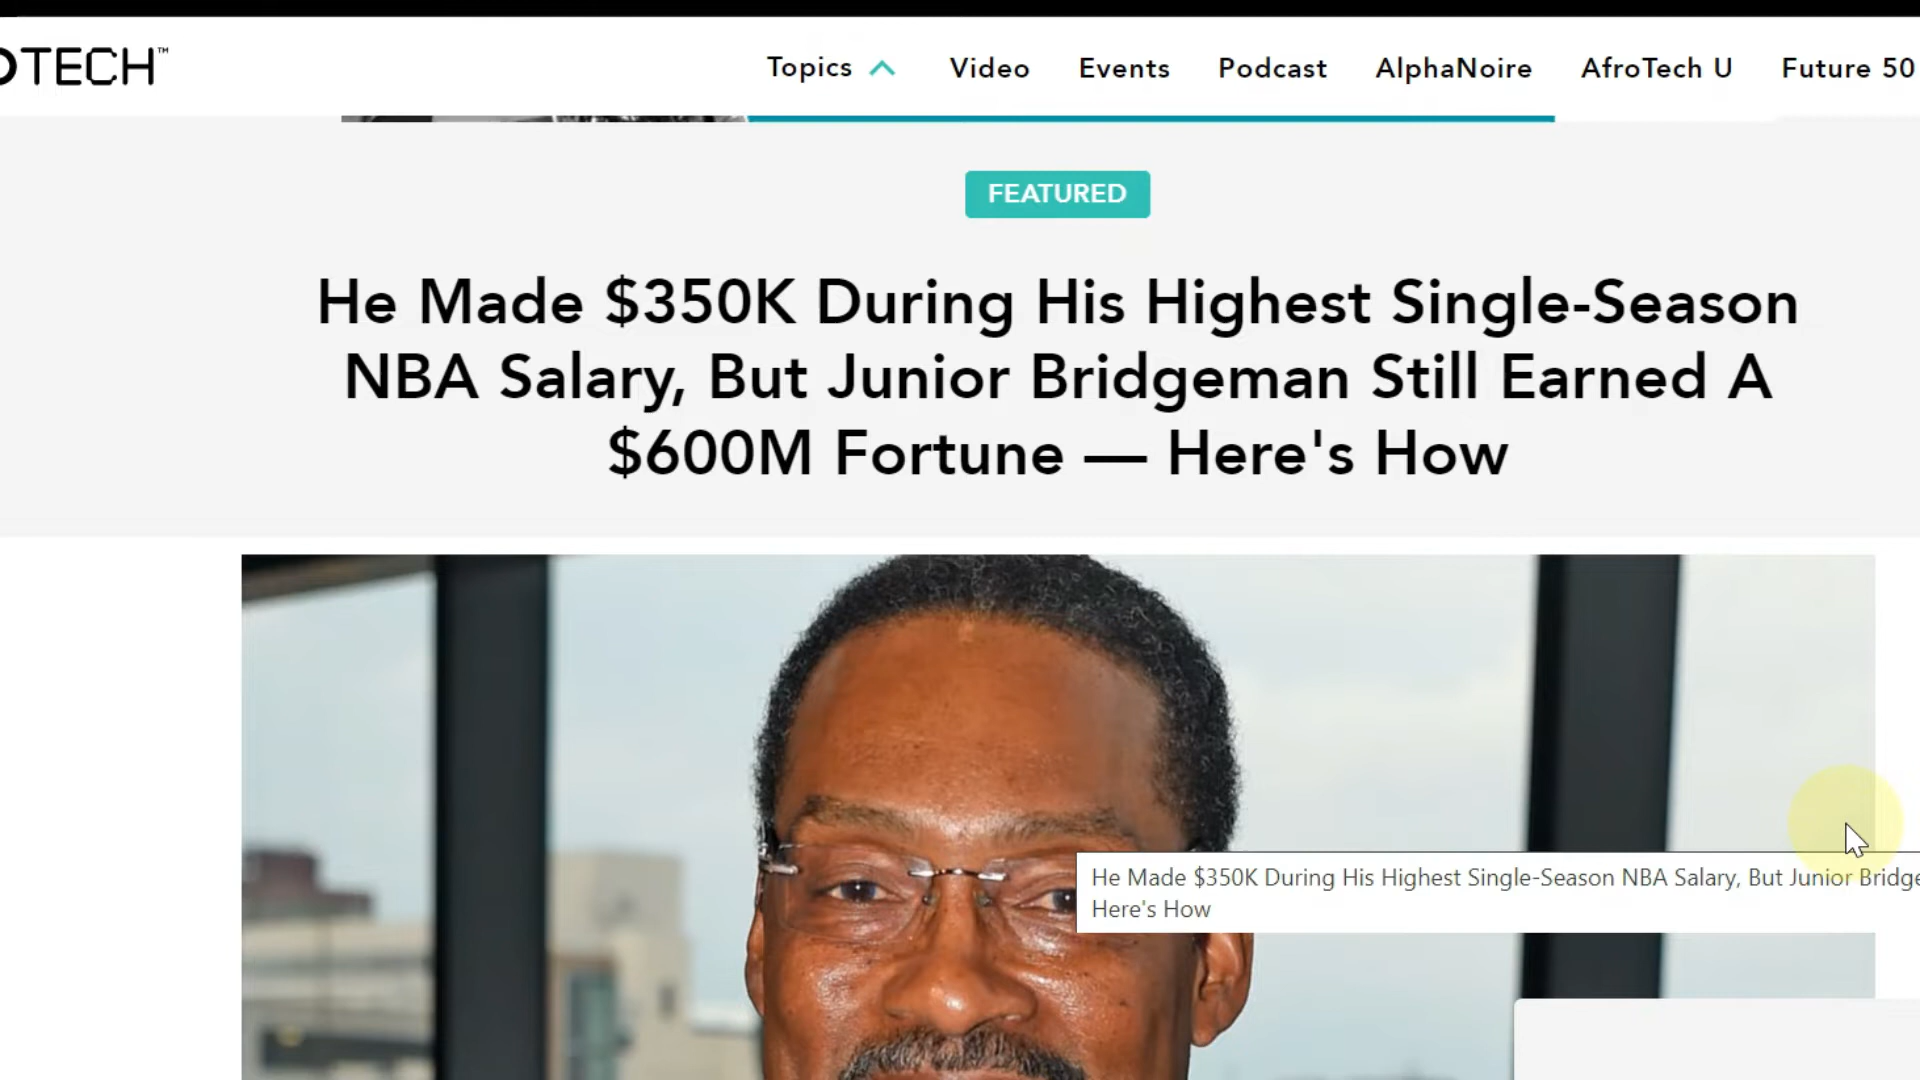 OTECH™
Topics Video Events Podcast AlphaNoire AfroTech U Future 50
FEATURED
He Made $350K During His Highest Single-Season
NBA Salary, But Junior Bridgeman Still Earned A
$600M Fortune — Here's How
He Made $350K During His Highest Single-Season NBA Salary, But Junior Bridge
Here's How